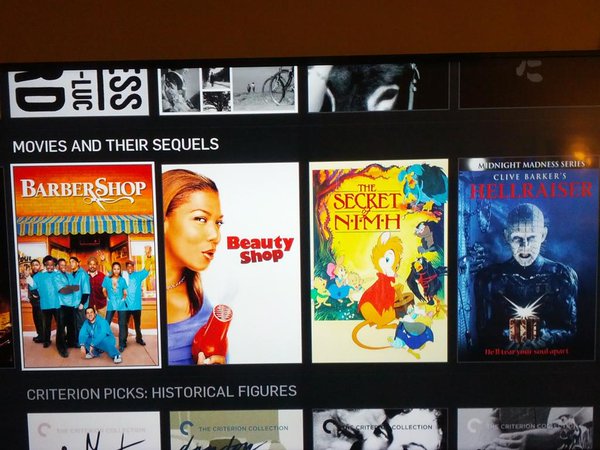 MOVIES AND THEIR SEQUELS
BARBERSHOP
Beauty
Shop
THE
SECRET
of
N·I·M·H
MIDNIGHT MADNESS SERIES
CLIVE BARKER'S
HELLRAISER
He'll tear your soul apart.
CRITERION PICKS: HISTORICAL FIGURES
THE CRITERION COLLECTION
THE CRITERION COLLECTION
THE CRITERION COLLECTION
THE CRITERION COLLECTION